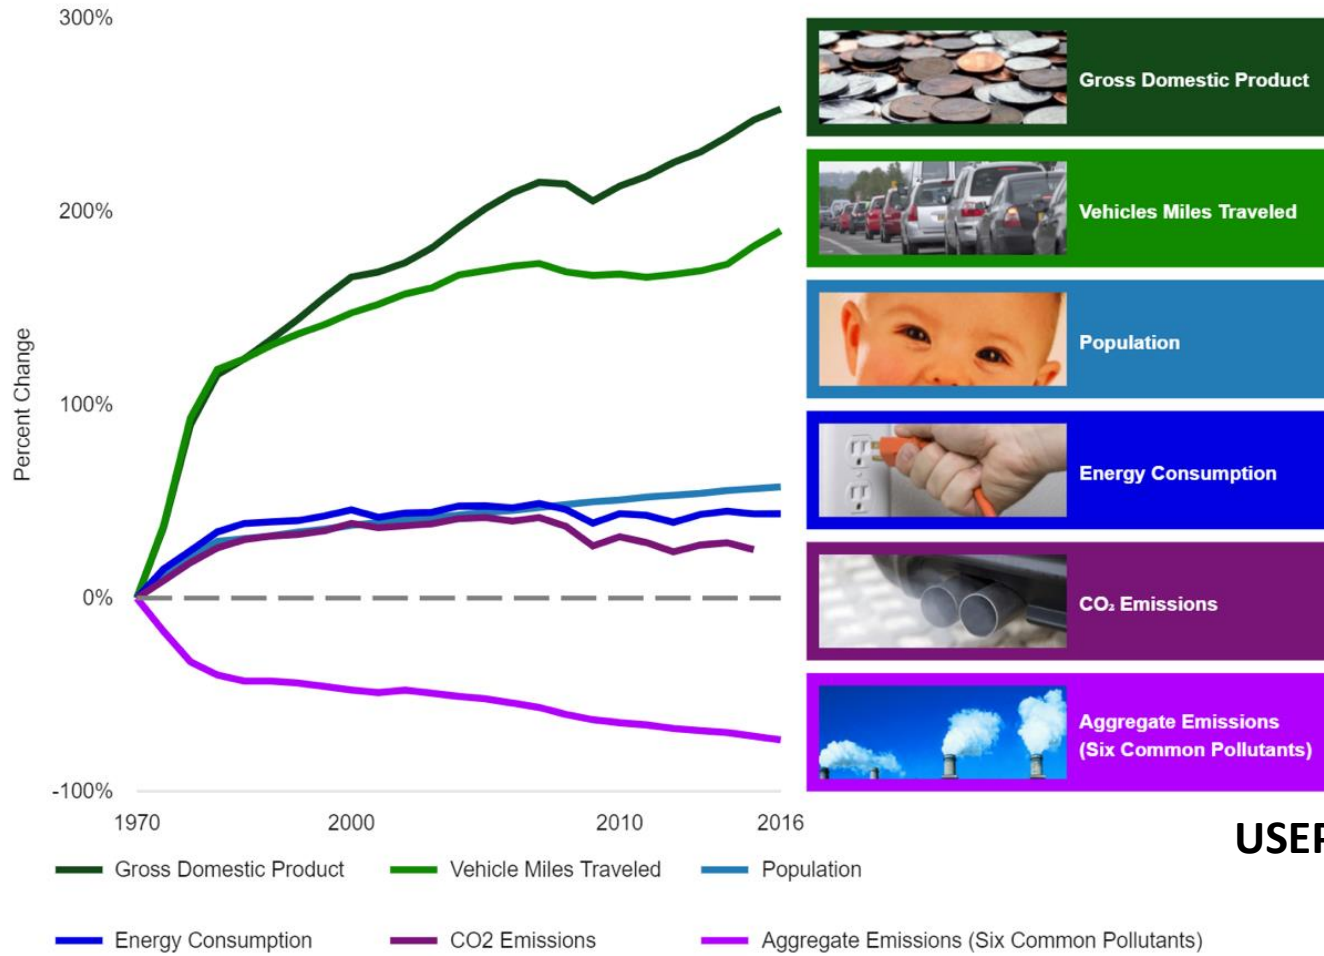 300%
200%
100%
0%
-100%
Percent Change
1970
2000
2010
2016
Gross Domestic Product
Vehicles Miles Traveled
Population
Energy Consumption
CO₂ Emissions
Aggregate Emissions
(Six Common Pollutants)
USEP
Gross Domestic Product
Vehicle Miles Traveled
Population
Energy Consumption
CO2 Emissions
Aggregate Emissions (Six Common Pollutants)